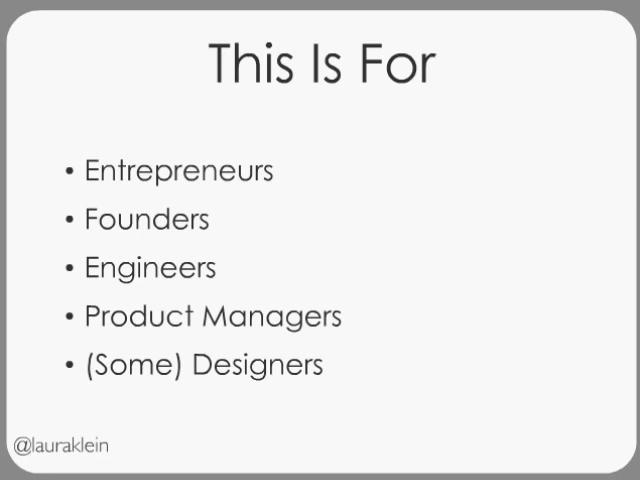 This Is For
• Entrepreneurs
• Founders
• Engineers
• Product Managers
• (Some) Designers
@lauraklein